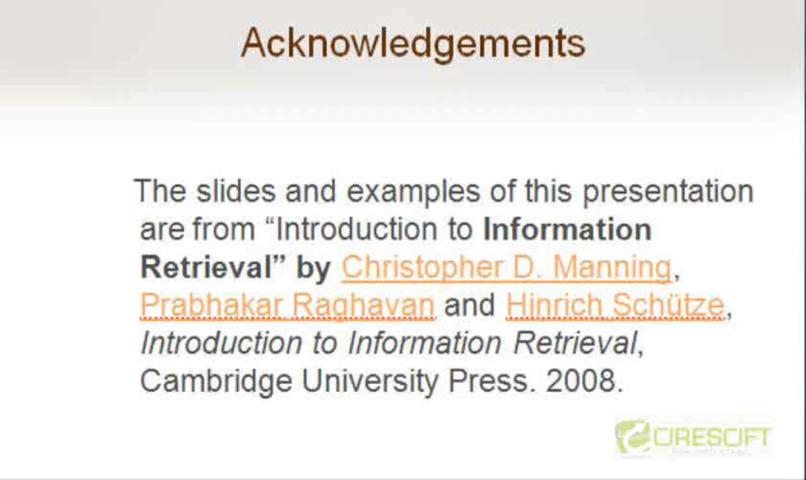 Acknowledgements
The slides and examples of this presentation
are from “Introduction to Information
Retrieval” by Christopher D. Manning,
Prabhakar Raghavan and Hinrich Schütze,
Introduction to Information Retrieval,
Cambridge University Press. 2008.